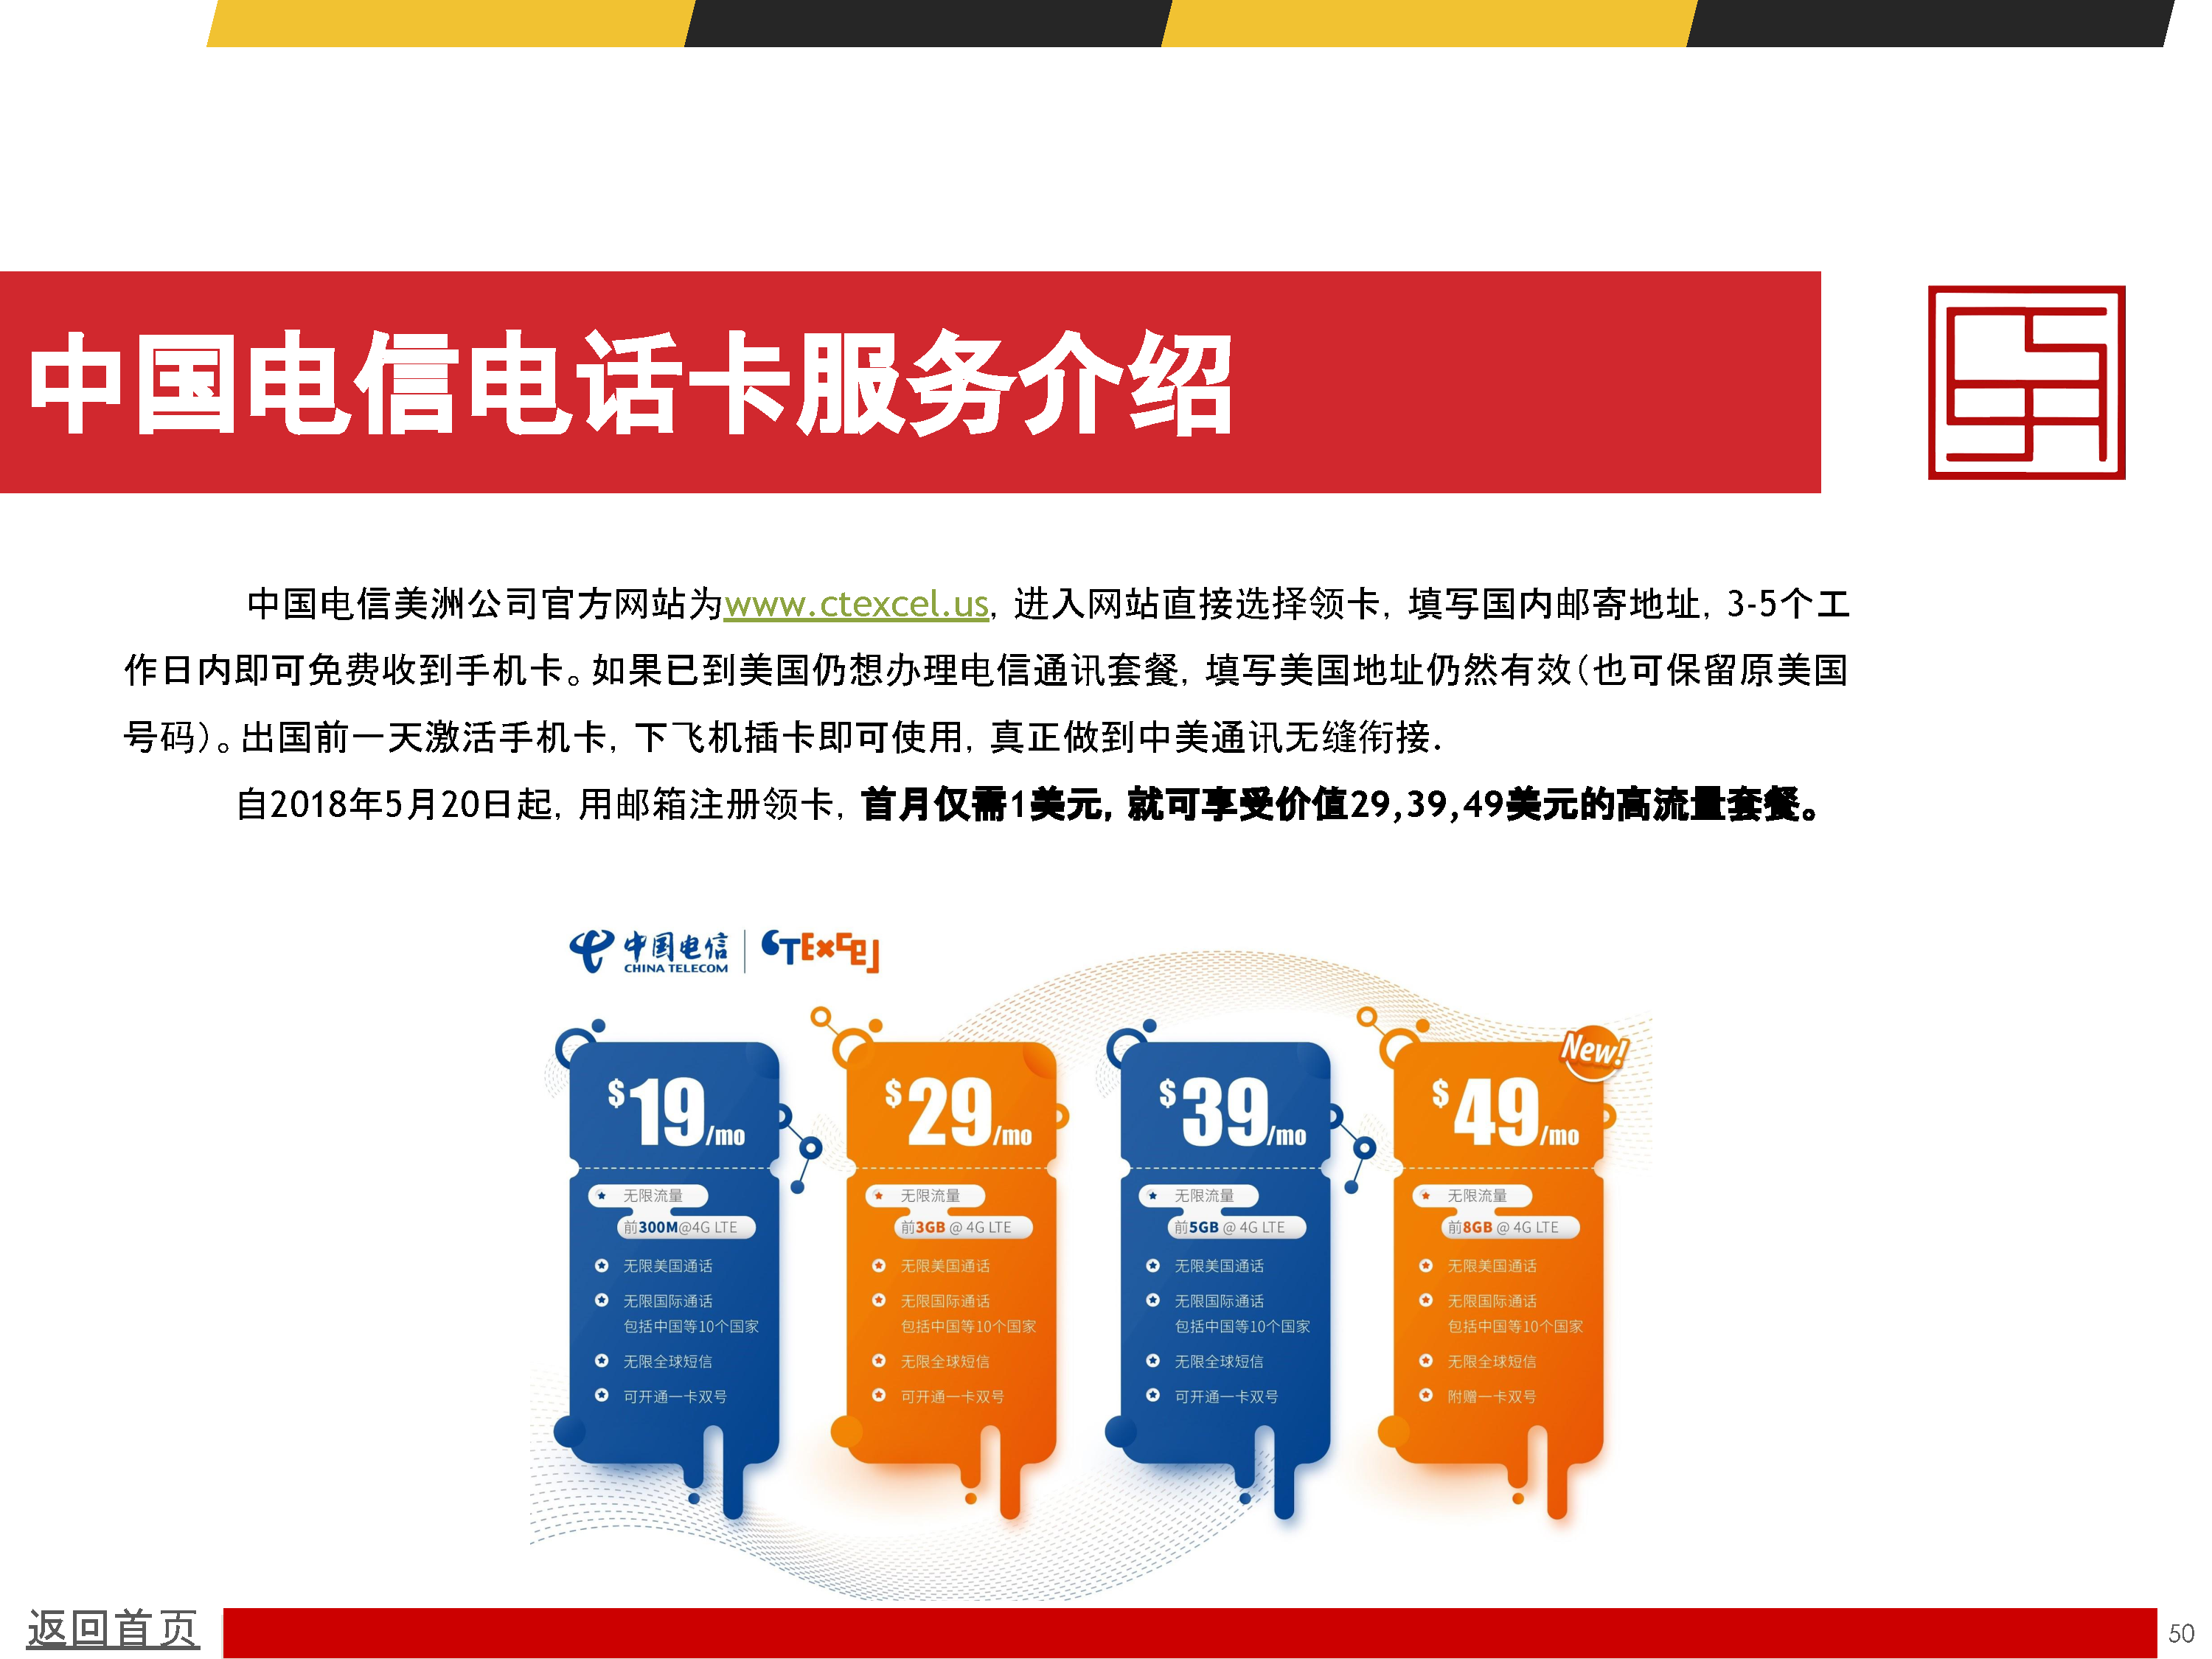 中国电信电话卡服务介绍
中国电信美洲公司官方网站为www.ctexcel.us，进入网站直接选择领卡，填写国内邮寄地址，3-5个工
作日内即可免费收到手机卡。如果已到美国仍想办理电信通讯套餐，填写美国地址仍然有效（也可保留原美国
号码）。出国前一天激活手机卡，下飞机插卡即可使用，真正做到中美通讯无缝衔接.
自2018年5月20日起，用邮箱注册领卡，首月仅需1美元，就可享受价值29,39,49美元的高流量套餐。
中国电信
CHINA TELECOM
CTExcel
$19/mo
无限流量
前300M@4G LTE
无限美国通话
无限国际通话
包括中国等10个国家
无限全球短信
可开通一卡双号
$29/mo
无限流量
前3GB @ 4G LTE
无限美国通话
无限国际通话
包括中国等10个国家
无限全球短信
可开通一卡双号
$39/mo
无限流量
前5GB @ 4G LTE
无限美国通话
无限国际通话
包括中国等10个国家
无限全球短信
可开通一卡双号
New!
$49/mo
无限流量
前8GB @ 4G LTE
无限美国通话
无限国际通话
包括中国等10个国家
无限全球短信
附赠一卡双号
返回首页
50